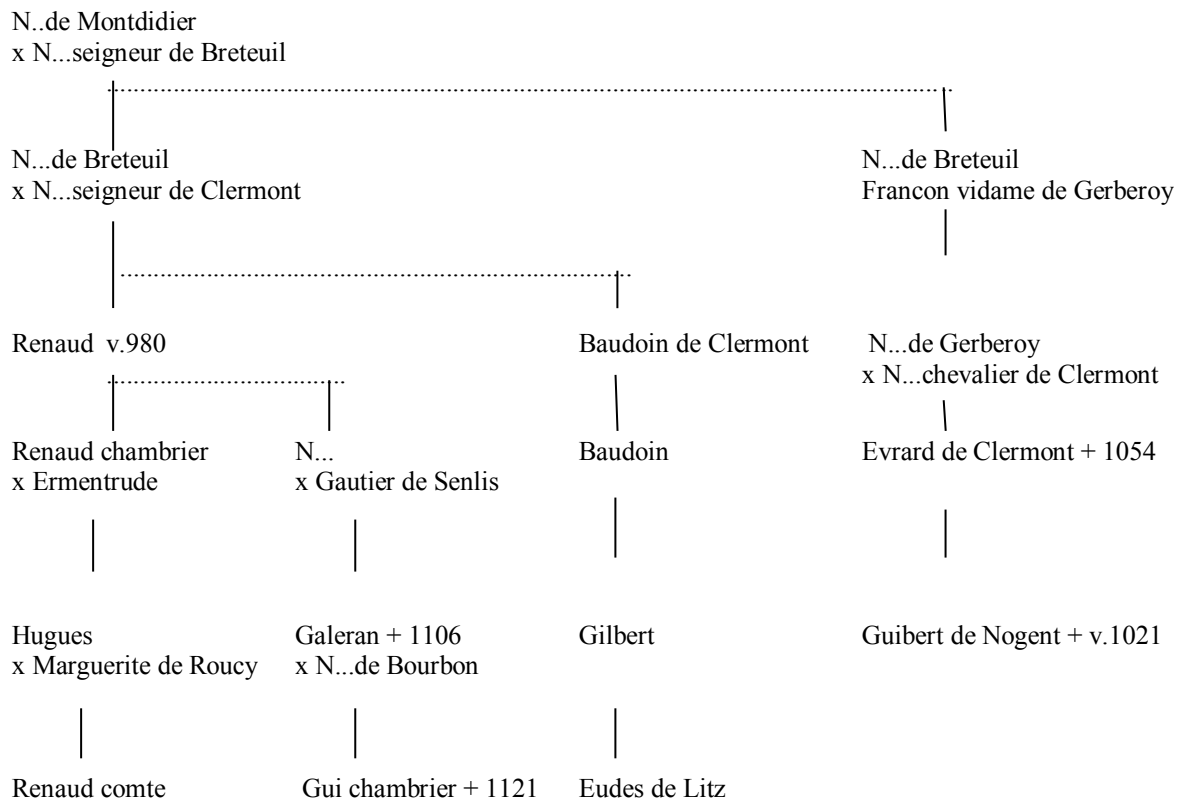 N..de Montdidier
x N...seigneur de Breteuil
N...de Breteuil N...de Breteuil
x N...seigneur de Clermont Francon vidame de Gerberoy
Renaud v.980 Baudoin de Clermont N...de Gerberoy
x N...chevalier de Clermont
Renaud chambrier N... Baudoin Evrard de Clermont + 1054
x Ermentrude x Gautier de Senlis
Hugues Galeran + 1106 Gilbert Guibert de Nogent + v.1021
x Marguerite de Roucy x N...de Bourbon
Renaud comte Gui chambrier + 1121 Eudes de Litz